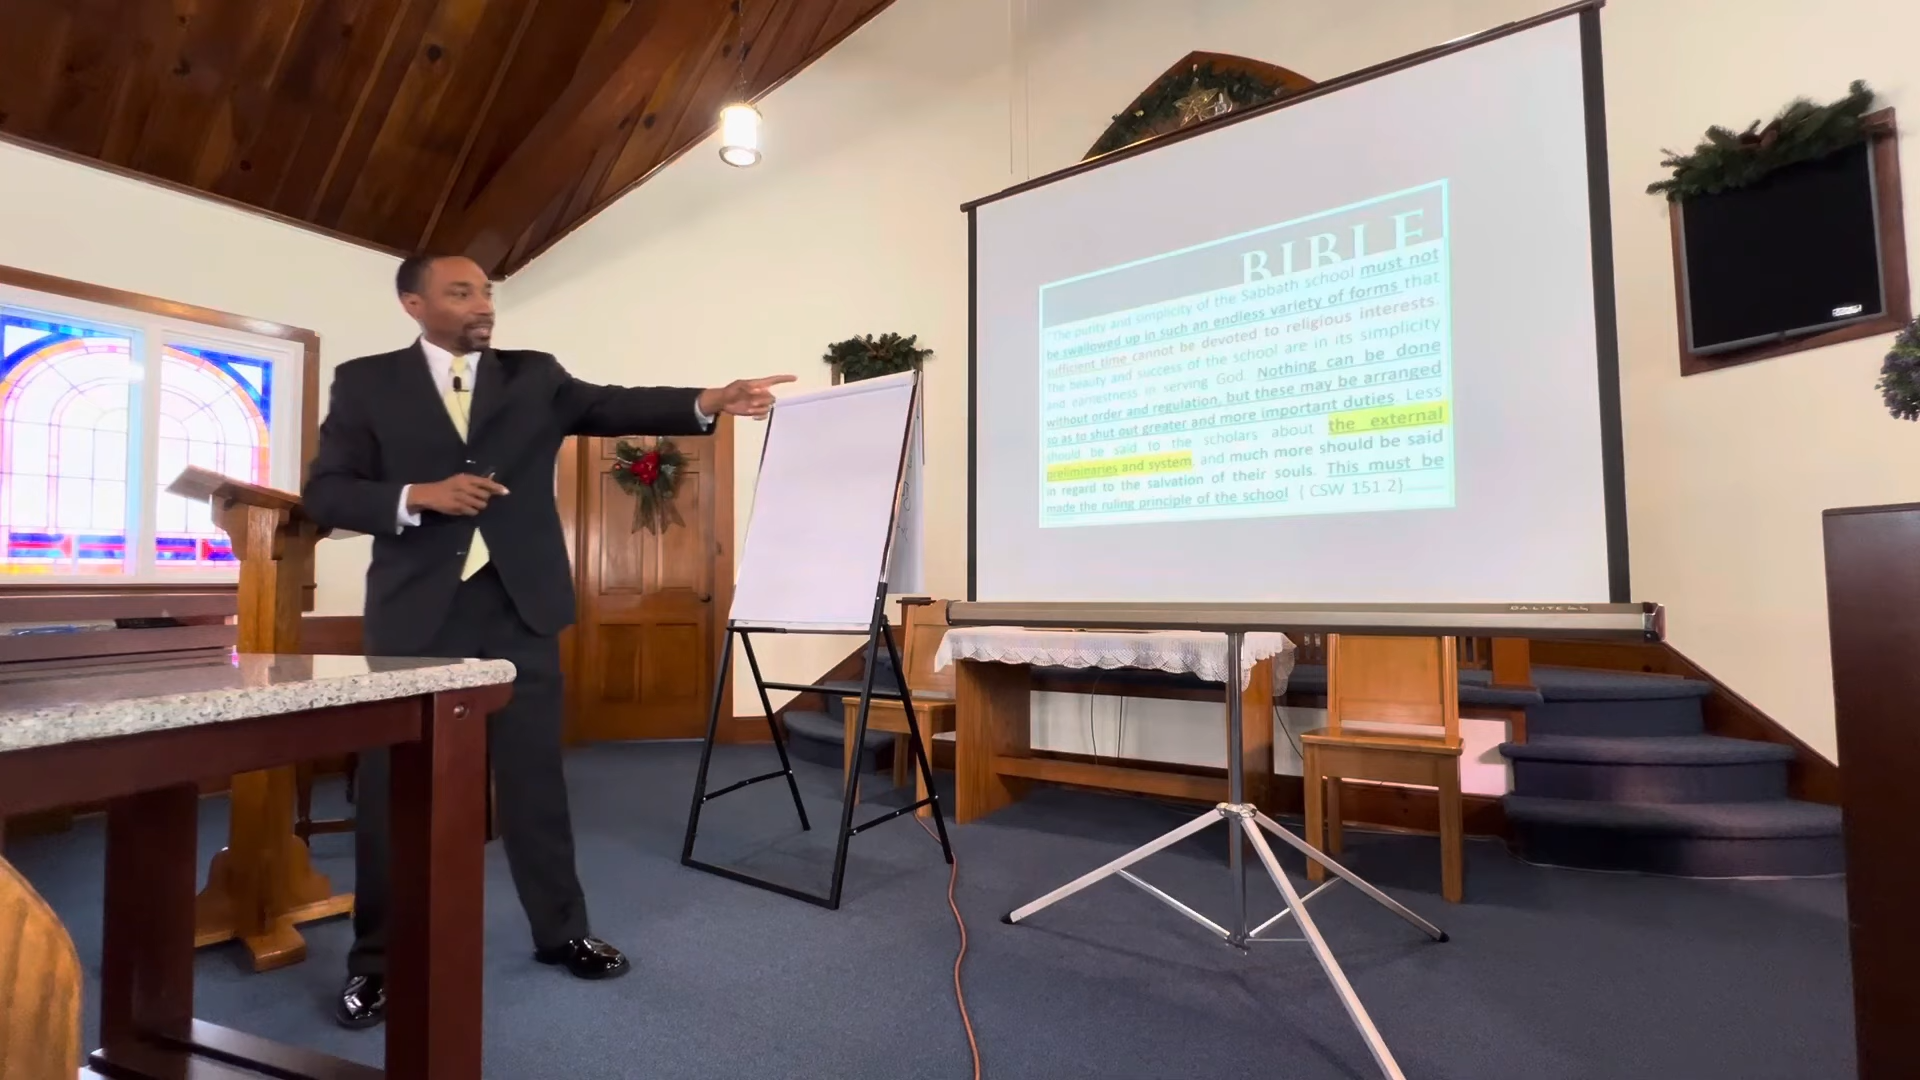 BIBLE
"The purity and simplicity of the Sabbath school must not
be swallowed up in such an endless variety of forms that
sufficient time cannot be devoted to religious interests.
The beauty and success of the school are in its simplicity
and earnestness in serving God. Nothing can be done
without order and regulation, but these may be arranged
so as to shut out greater and more important duties. Less
should be said to the scholars about the external
preliminaries and system, and much more should be said
in regard to the salvation of their souls. This must be
made the ruling principle of the school { CSW 151.2}
DA-LITE